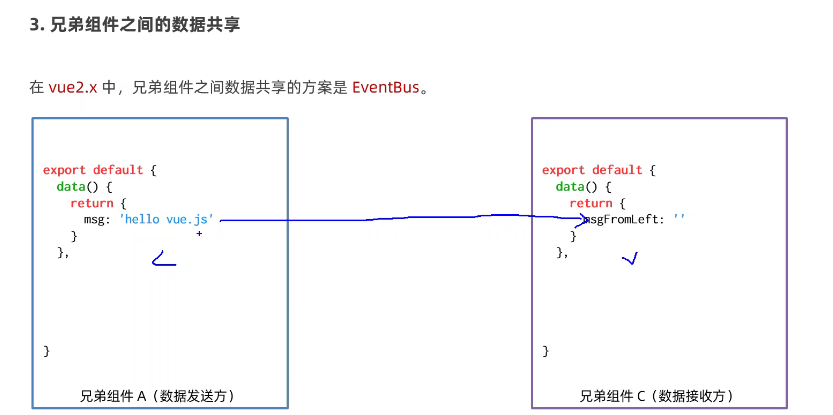 3. 兄弟组件之间的数据共享
在 vue2.x 中，兄弟组件之间数据共享的方案是 EventBus。
export default {
data() {
return {
msg: 'hello vue.js'
}
},
}
兄弟组件 A（数据发送方）
export default {
data() {
return {
msgFromLeft: ''
}
},
}
兄弟组件 C（数据接收方）